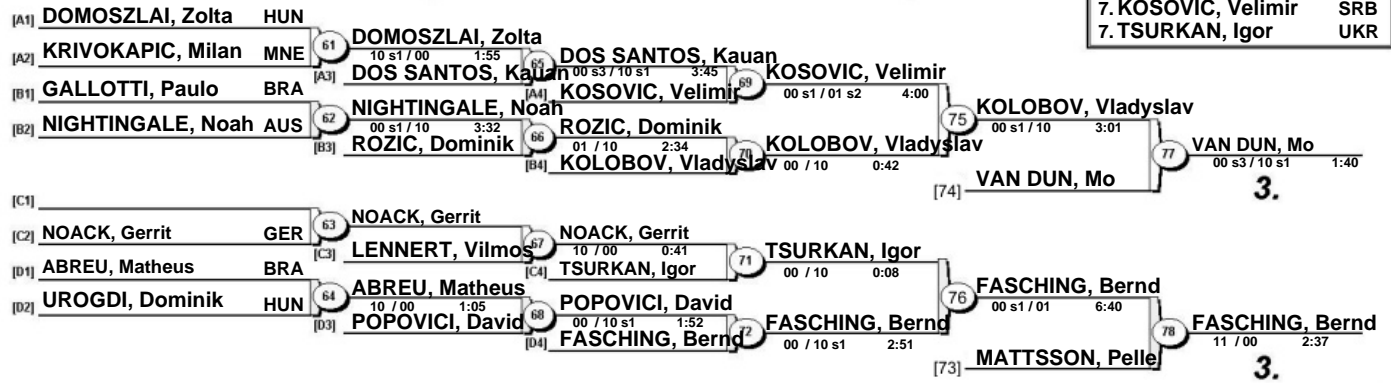 7. KOSOVIC, Velimir SRB
7. TSURKAN, Igor UKR
[A1] DOMOSZLAI, Zolta HUN
[A2] KRIVOKAPIC, Milan MNE
61 DOMOSZLAI, Zolta
10 s1 / 00 1:55
[A3] DOS SANTOS, Kauan
65 DOS SANTOS, Kauan
00 s3 / 10 s1 3:45
[A4] KOSOVIC, Velimir
69 KOSOVIC, Velimir
00 s1 / 01 s2 4:00
[B1] GALLOTTI, Paulo BRA
[B2] NIGHTINGALE, Noah AUS
62 NIGHTINGALE, Noah
00 s1 / 10 3:32
[B3] ROZIC, Dominik
66 ROZIC, Dominik
01 / 10 2:34
[B4] KOLOBOV, Vladyslav
70 KOLOBOV, Vladyslav
00 / 10 0:42
75 KOLOBOV, Vladyslav
00 s1 / 10 3:01
[74] VAN DUN, Mo
77 VAN DUN, Mo
00 s3 / 10 s1 1:40
3.
[C1]
[C2] NOACK, Gerrit GER
63 NOACK, Gerrit
[C3] LENNERT, Vilmos
67 NOACK, Gerrit
10 / 00 0:41
[C4] TSURKAN, Igor
71 TSURKAN, Igor
00 / 10 0:08
[D1] ABREU, Matheus BRA
[D2] UROGDI, Dominik HUN
64 ABREU, Matheus
10 / 00 1:05
[D3] POPOVICI, David
68 POPOVICI, David
00 / 10 s1 1:52
[D4] FASCHING, Bernd
72 FASCHING, Bernd
00 / 10 s1 2:51
76 FASCHING, Bernd
00 s1 / 01 6:40
[73] MATTSSON, Pelle
78 FASCHING, Bernd
11 / 00 2:37
3.